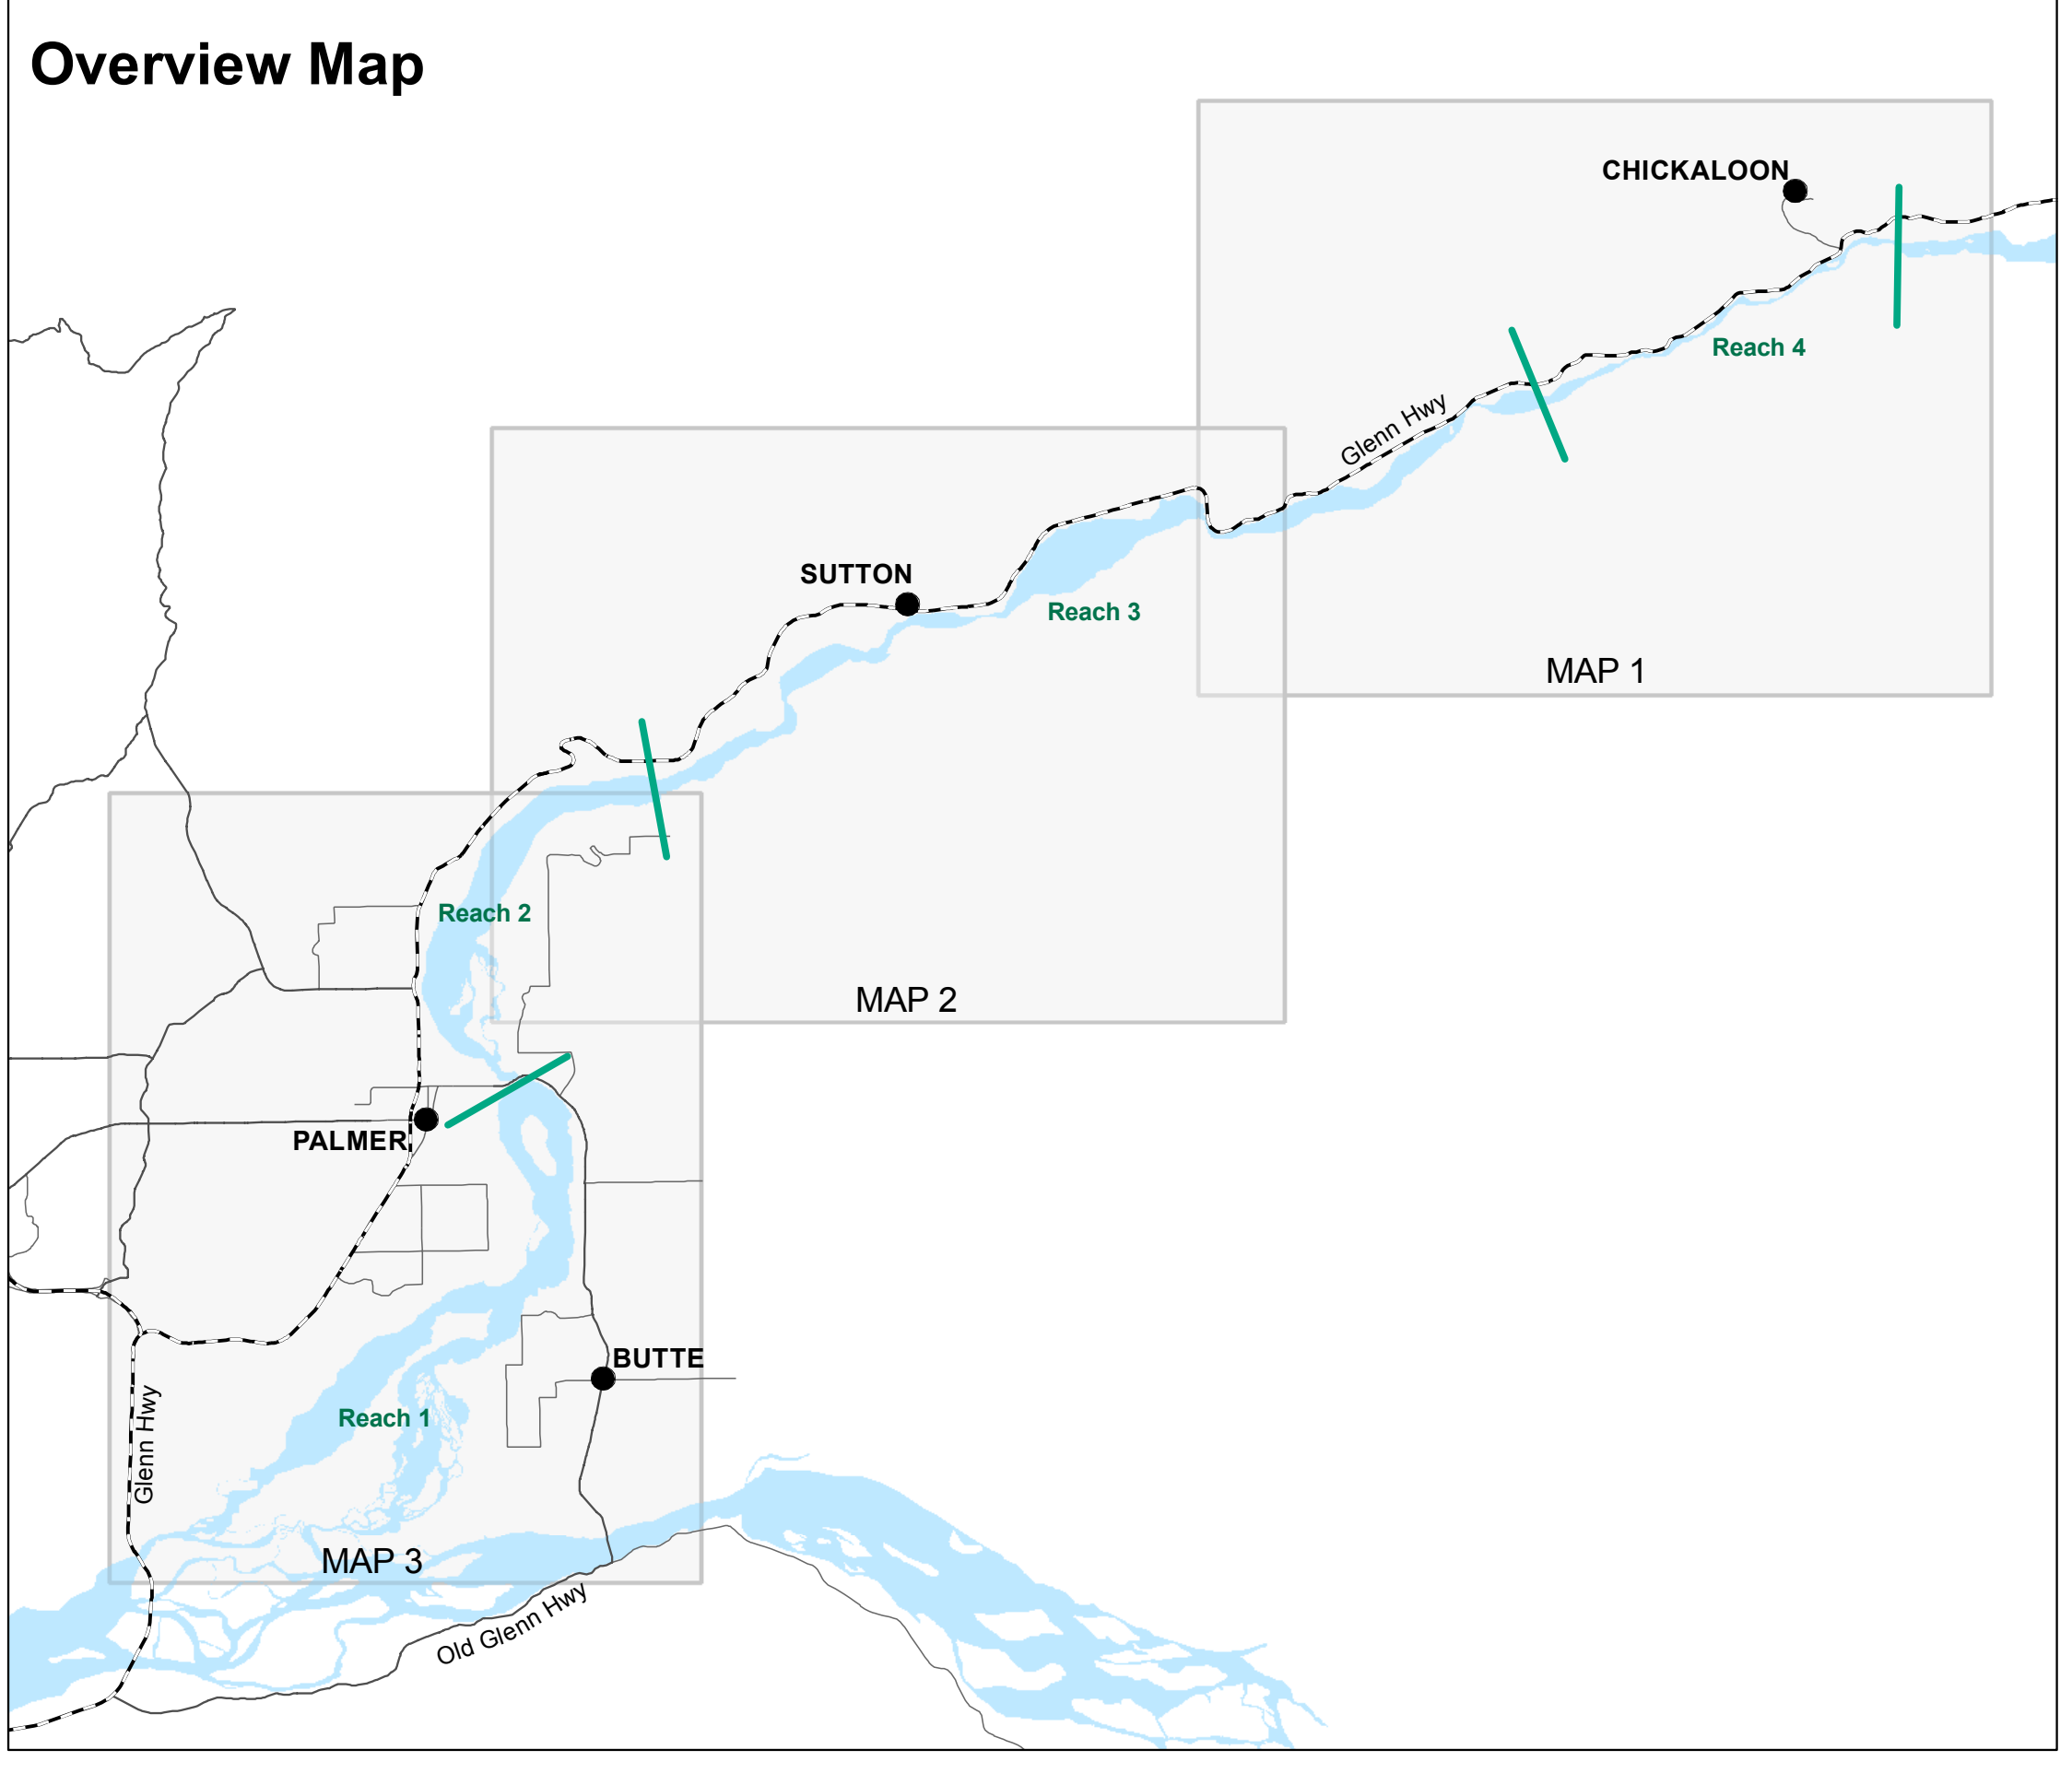 Overview Map
CHICKALOON
Reach 4
Glenn Hwy
SUTTON
Reach 3
MAP 1
Reach 2
MAP 2
PALMER
BUTTE
Glenn Hwy
Reach 1
MAP 3
Old Glenn Hwy